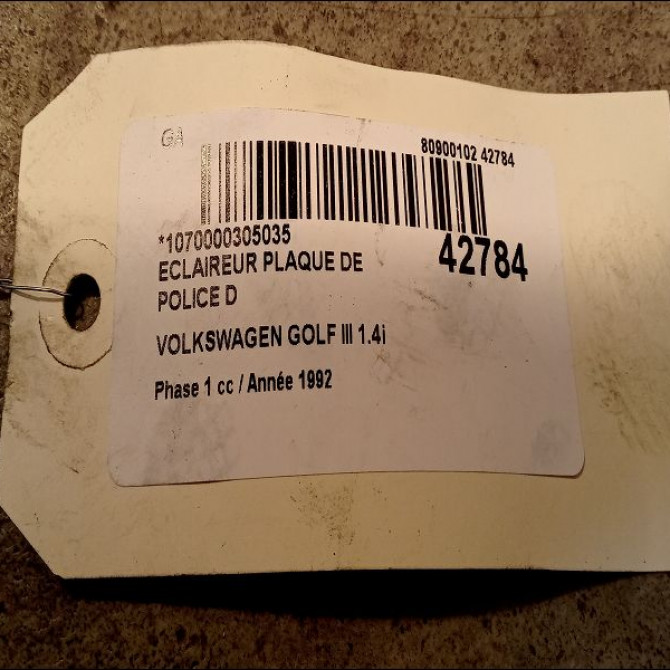 GA
80900102 42784
*1070000305035
42784
ECLAIREUR PLAQUE DE
POLICE D
VOLKSWAGEN GOLF III 1.4i
Phase 1 cc / Année 1992